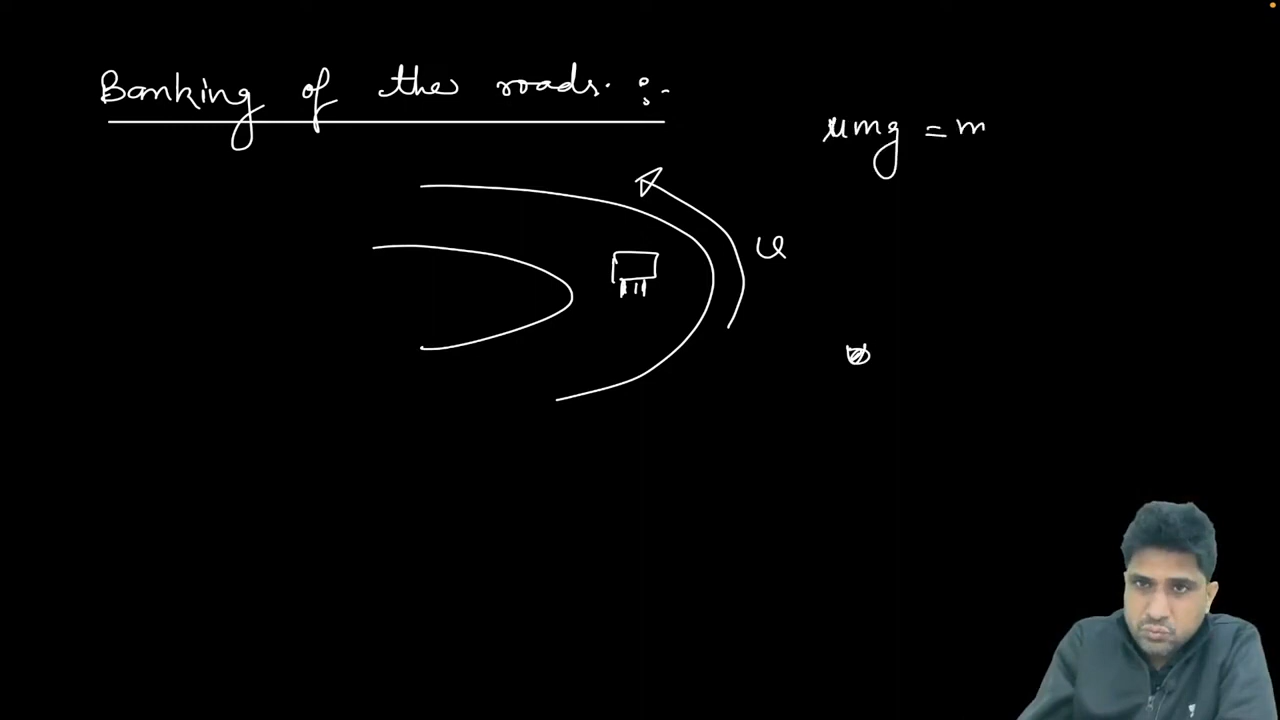 Banking of the roads. :-
μmg = m
v